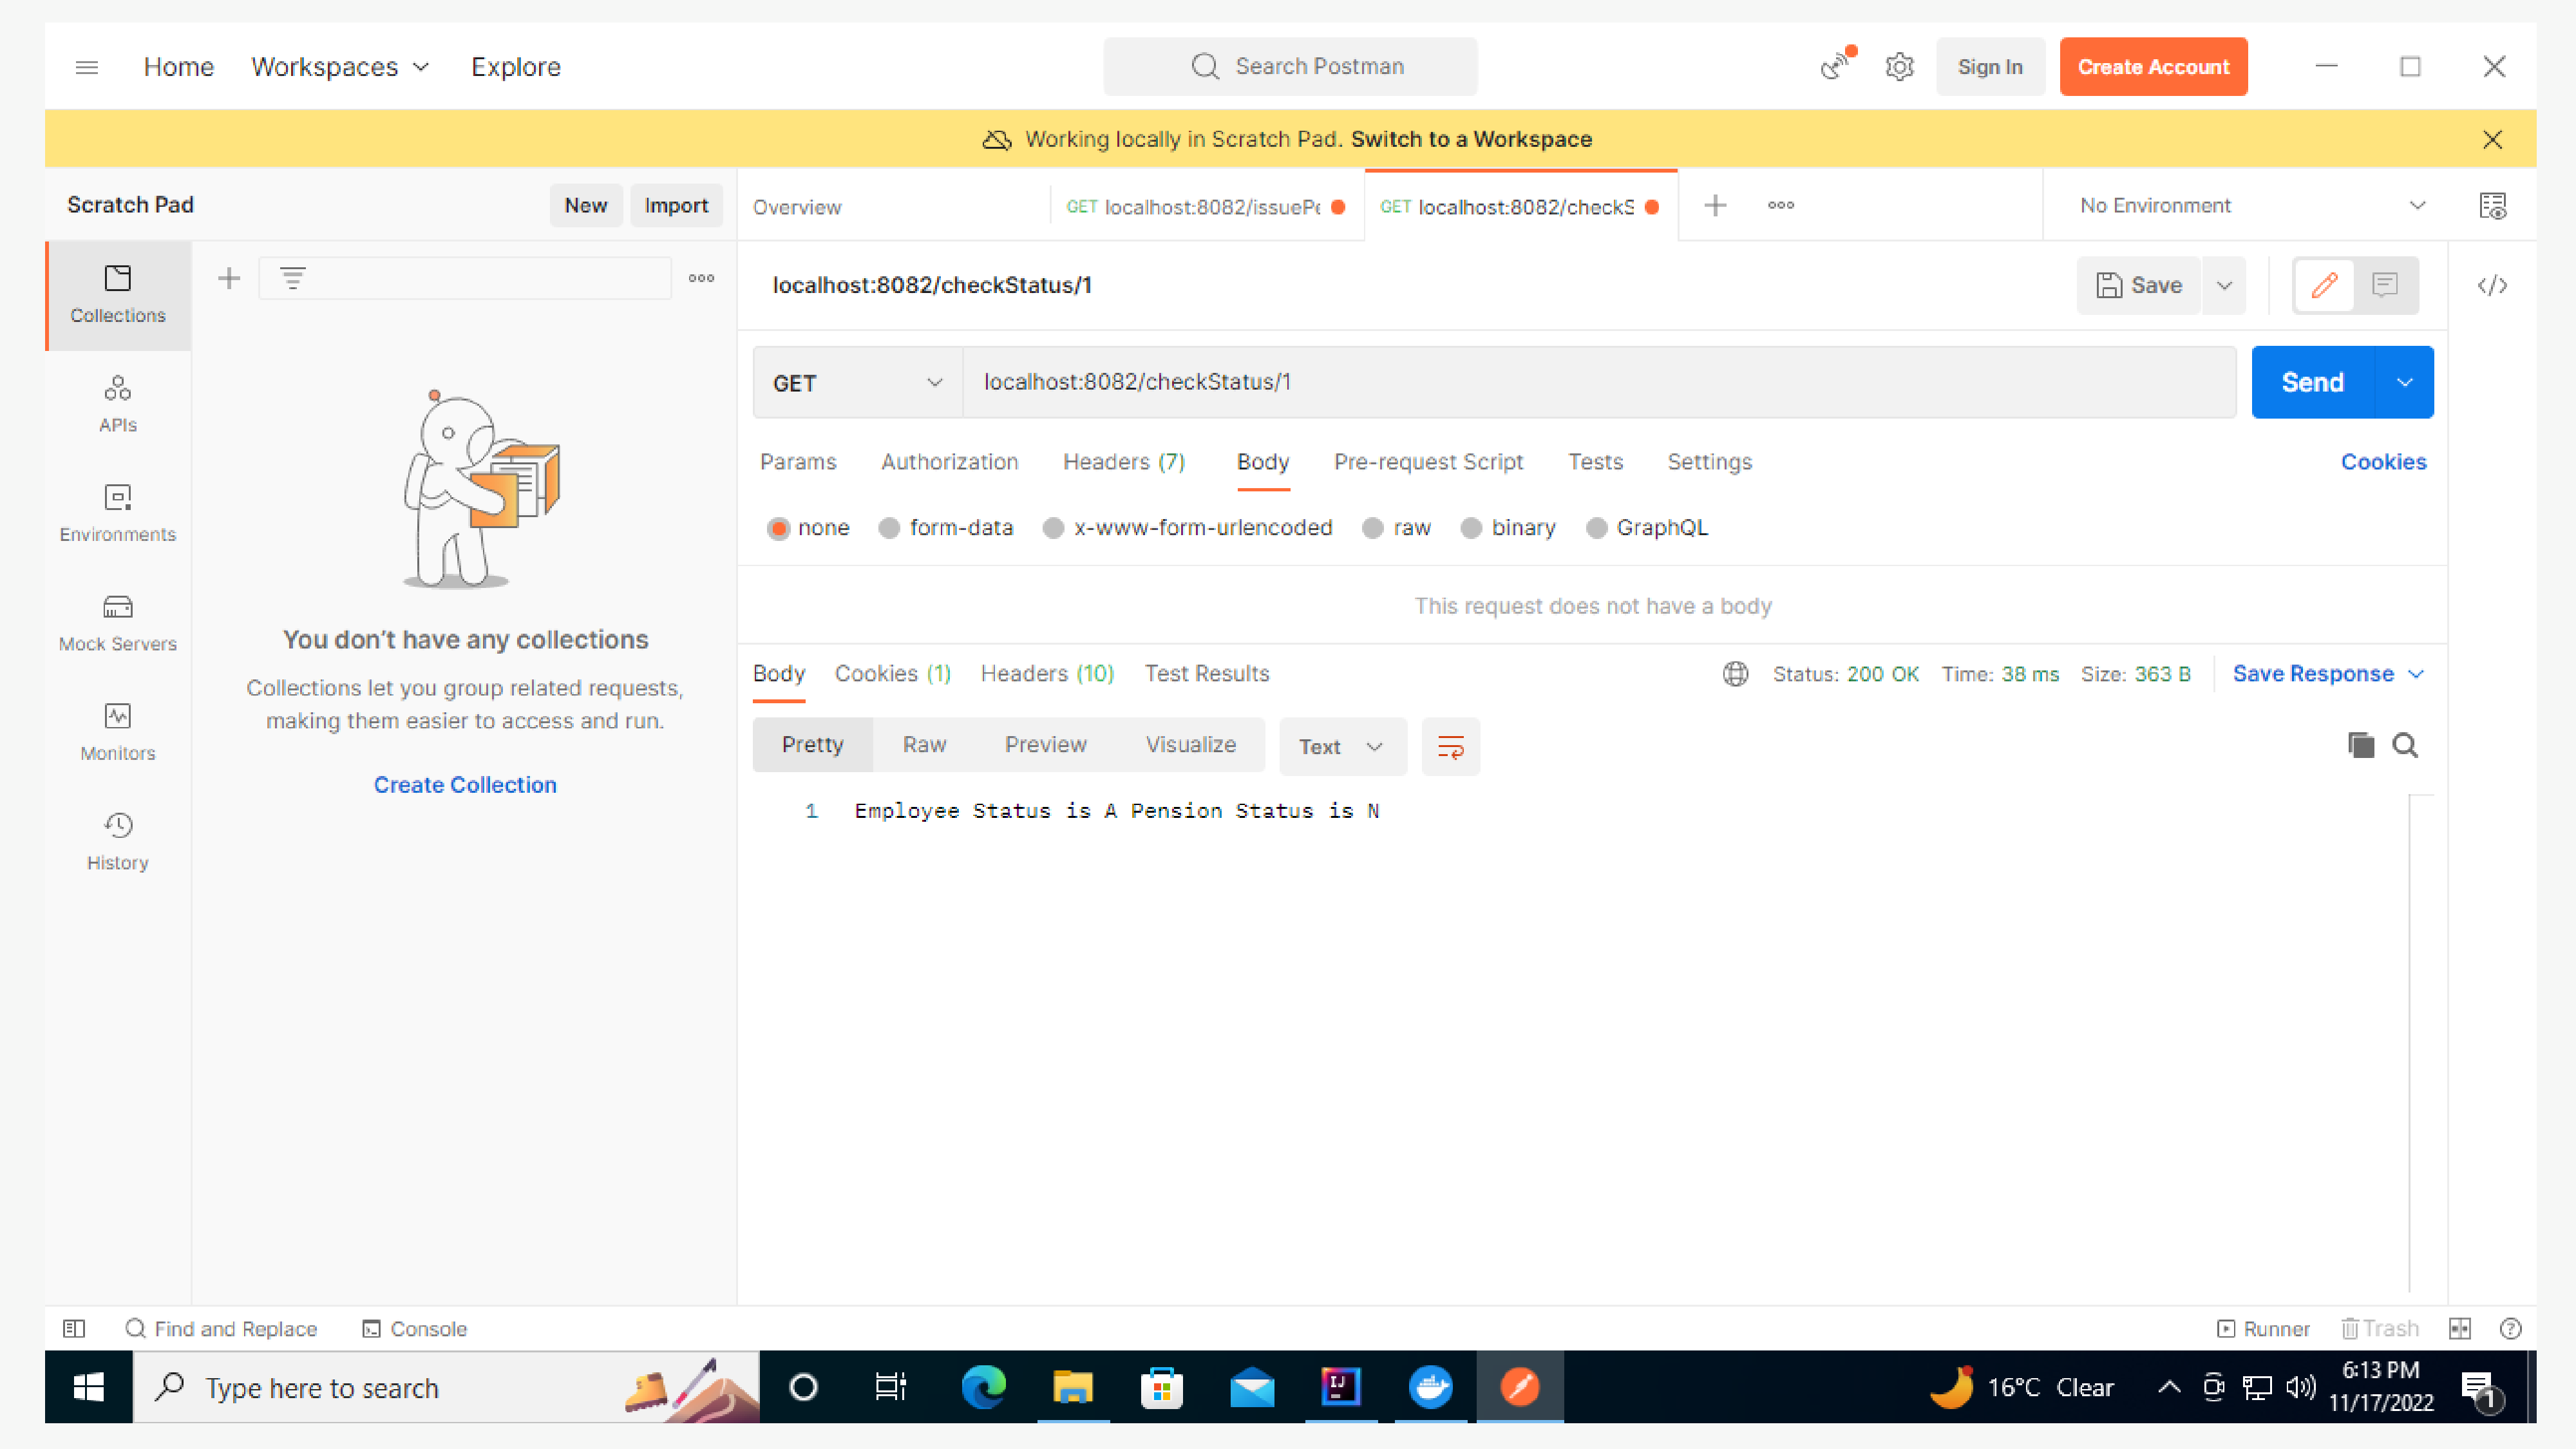 Home Workspaces Explore Search Postman Sign In Create Account
Working locally in Scratch Pad. Switch to a Workspace
Scratch Pad New Import Overview GET localhost:8082/issuePe GET localhost:8082/checkS No Environment
Collections
APIs
Environments
Mock Servers
Monitors
History
You don't have any collections
Collections let you group related requests,
making them easier to access and run.
Create Collection
localhost:8082/checkStatus/1 Save
GET localhost:8082/checkStatus/1 Send
Params Authorization Headers (7) Body Pre-request Script Tests Settings Cookies
none form-data x-www-form-urlencoded raw binary GraphQL
This request does not have a body
Body Cookies (1) Headers (10) Test Results Status: 200 OK Time: 38 ms Size: 363 B Save Response
Pretty Raw Preview Visualize Text
1 Employee Status is A Pension Status is N
Find and Replace Console Runner Trash
Type here to search IJ 16°C Clear 6:13 PM
11/17/2022 1